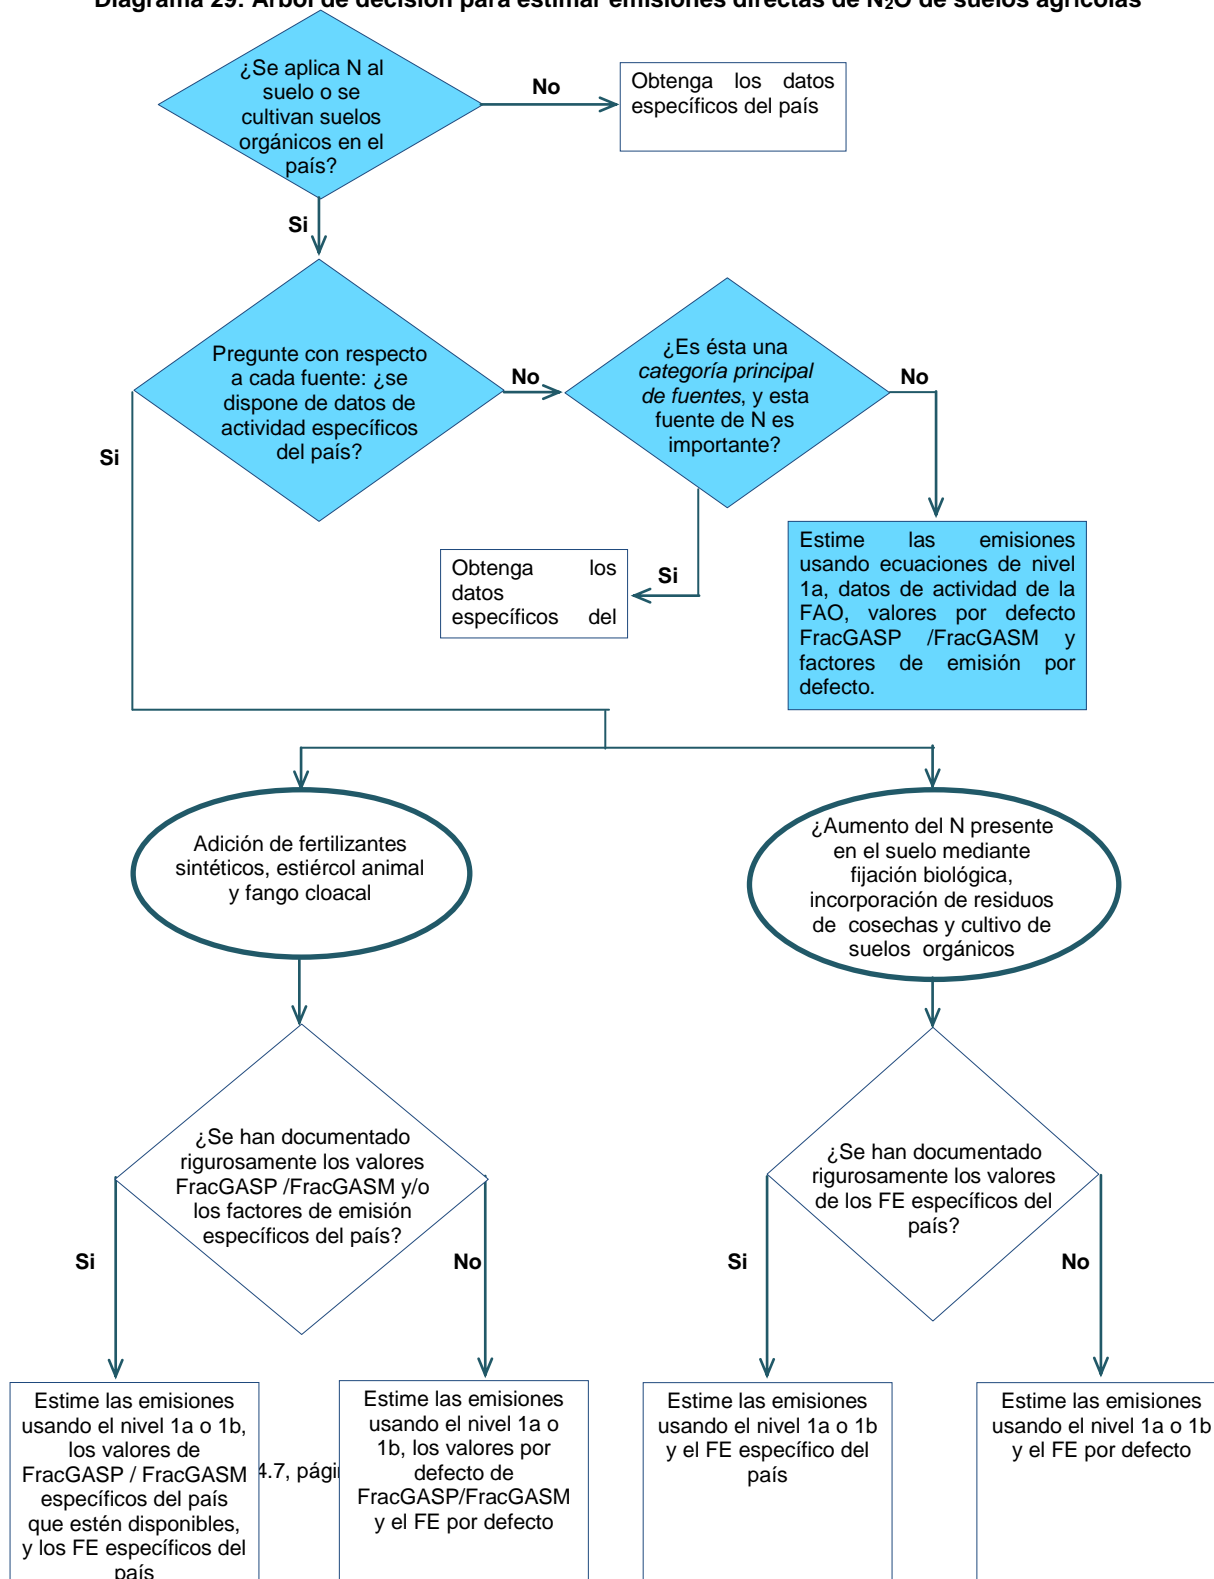 Diagrama 29: Árbol de decisión para estimar emisiones directas de N₂O de suelos agrícolas
¿Se aplica N al
suelo o se
cultivan suelos
orgánicos en el
país?
No
Obtenga los datos
específicos del país
Si
Pregunte con respecto
a cada fuente: ¿se
dispone de datos de
actividad específicos
del país?
No
¿Es ésta una
categoría principal
de fuentes, y esta
fuente de N es
importante?
No
Si
Obtenga los
datos
específicos del
Si
Estime las emisiones
usando ecuaciones de nivel
1a, datos de actividad de la
FAO, valores por defecto
FracGASP /FracGASM y
factores de emisión por
defecto.
Adición de fertilizantes
sintéticos, estiércol animal
y fango cloacal
¿Aumento del N presente
en el suelo mediante
fijación biológica,
incorporación de residuos
de cosechas y cultivo de
suelos orgánicos
¿Se han documentado
rigurosamente los valores
FracGASP /FracGASM y/o
los factores de emisión
específicos del país?
Si
No
¿Se han documentado
rigurosamente los valores
de los FE específicos del
país?
Si
No
Estime las emisiones
usando el nivel 1a o 1b,
los valores de
FracGASP / FracGASM
específicos del país
que estén disponibles,
y los FE específicos del
país
4.7,
Estime las emisiones
usando el nivel 1a o
1b, los valores por
defecto de
FracGASP/FracGASM
y el FE por defecto
Estime las emisiones
usando el nivel 1a o 1b
y el FE específico del
país
Estime las emisiones
usando el nivel 1a o 1b
y el FE por defecto